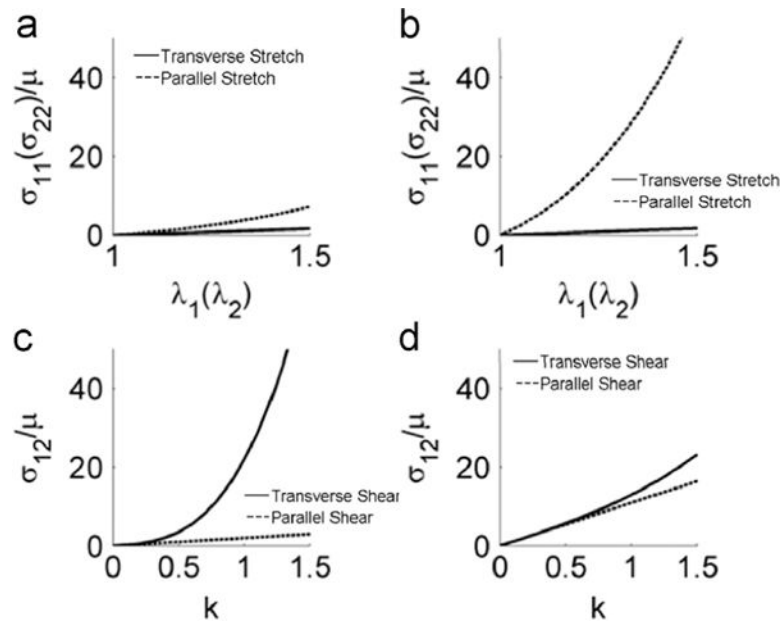 a
Transverse Stretch
Parallel Stretch
40
20
0
σ11(σ22)/μ
1
1.5
λ1(λ2)
b
40
20
0
σ11(σ22)/μ
Transverse Stretch
Parallel Stretch
1
1.5
λ1(λ2)
c
40
20
0
σ12/μ
Transverse Shear
Parallel Shear
0
0.5
1
1.5
k
d
Transverse Shear
Parallel Shear
40
20
0
σ12/μ
0
0.5
1
1.5
k